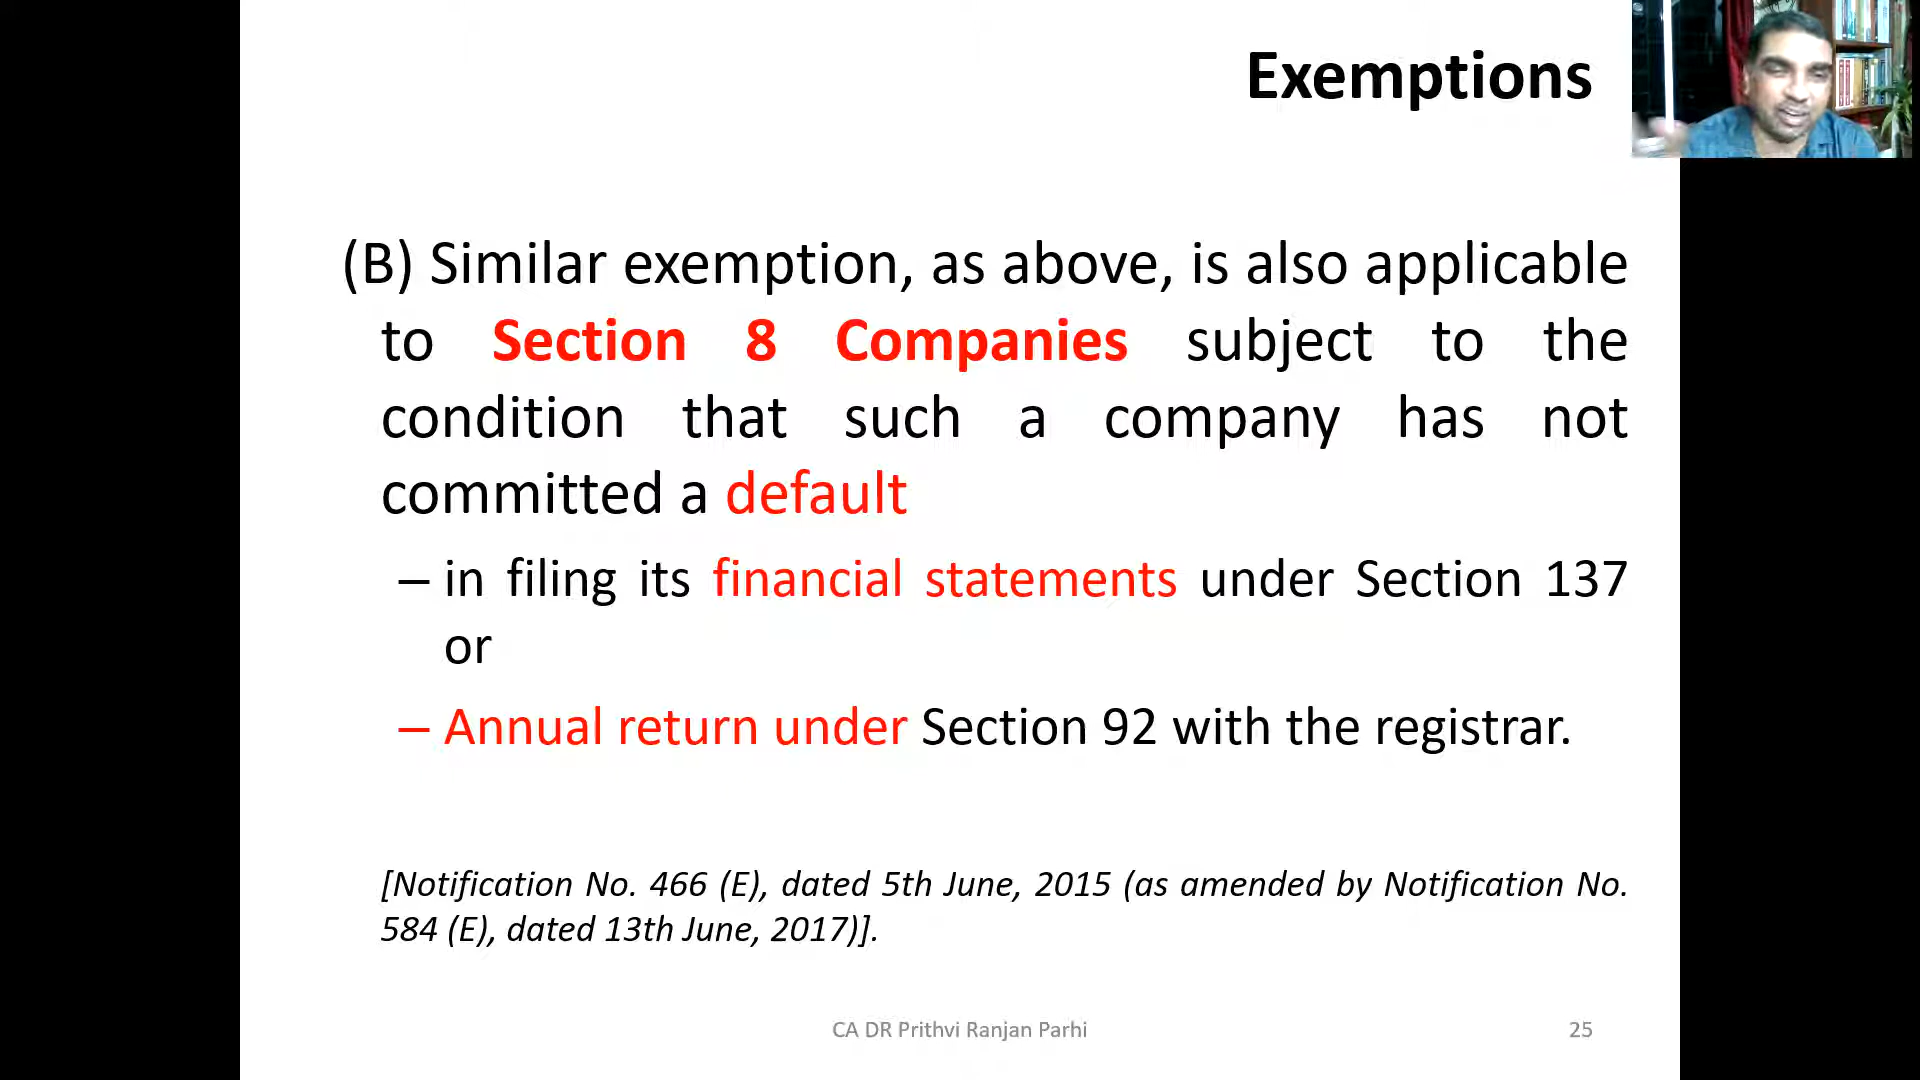 Exemptions
(B) Similar exemption, as above, is also applicable
to Section 8 Companies subject to the
condition that such a company has not
committed a default
– in filing its financial statements under Section 137
or
– Annual return under Section 92 with the registrar.
[Notification No. 466 (E), dated 5th June, 2015 (as amended by Notification No.
584 (E), dated 13th June, 2017)].
CA DR Prithvi Ranjan Parhi
25